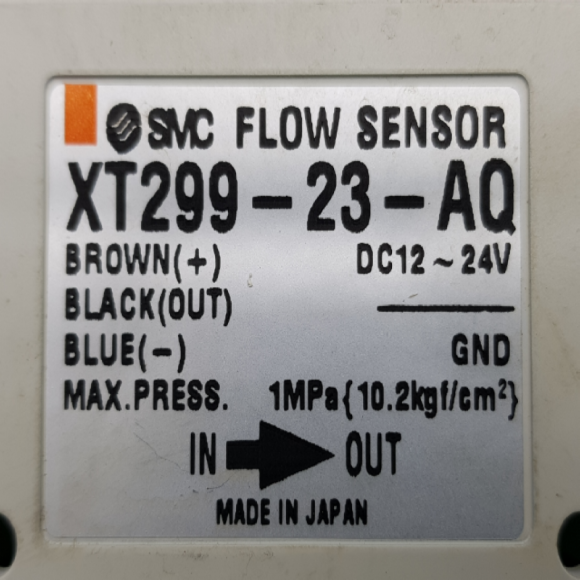 SMC FLOW SENSOR
XT299-23-AQ
BROWN(+) DC12~24V
BLACK(OUT)
BLUE(-) GND
MAX.PRESS. 1MPa{10.2kgf/cm²}
IN OUT
MADE IN JAPAN